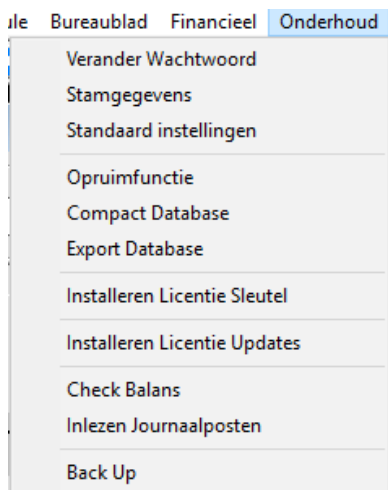 ule Bureaublad Financieel Onderhoud
Verander Wachtwoord
Stamgegevens
Standaard instellingen
Opruimfunctie
Compact Database
Export Database
Installeren Licentie Sleutel
Installeren Licentie Updates
Check Balans
Inlezen Journaalposten
Back Up